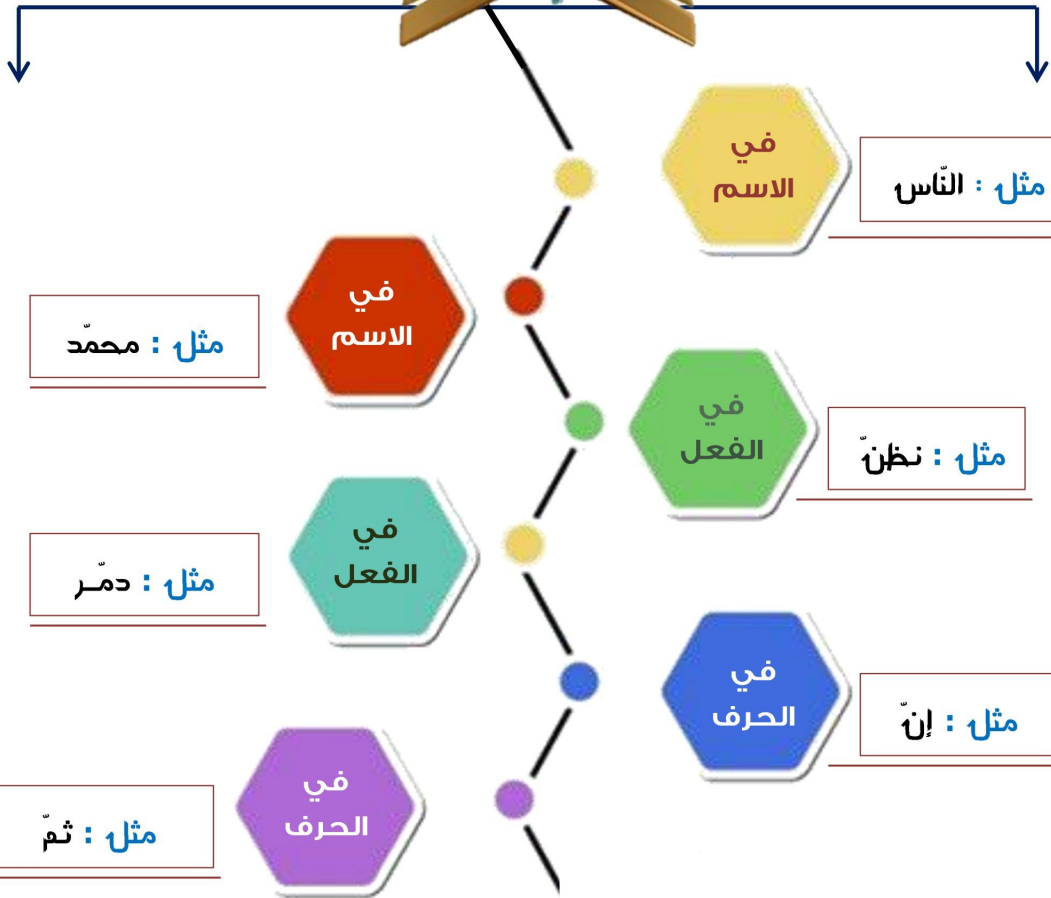 في
الاسم
مثل : النّاس
في
الاسم
مثل : محمّد
في
الفعل
مثل : نظنّ
في
الفعل
مثل : دمّـر
في
الحرف
مثل : إنّ
في
الحرف
مثل : ثمّ